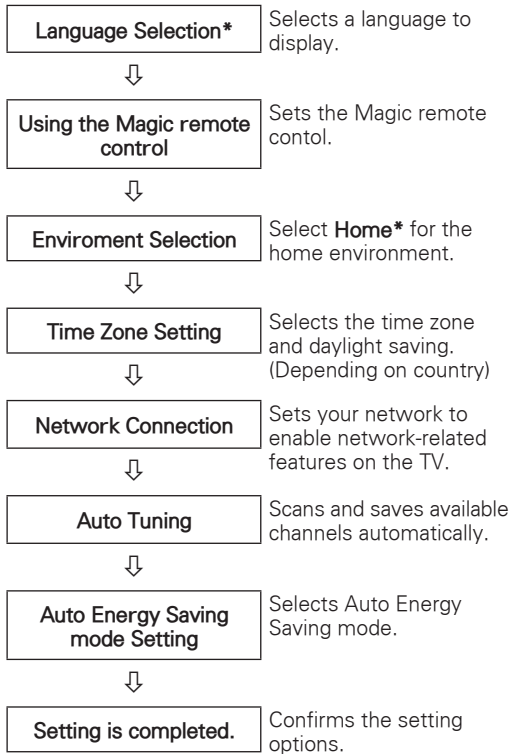 Language Selection*
Selects a language to
display.
⇩
Using the Magic remote
control
Sets the Magic remote
contol.
⇩
Enviroment Selection
Select Home* for the
home environment.
⇩
Time Zone Setting
Selects the time zone
and daylight saving.
(Depending on country)
⇩
Network Connection
Sets your network to
enable network-related
features on the TV.
⇩
Auto Tuning
Scans and saves available
channels automatically.
⇩
Auto Energy Saving
mode Setting
Selects Auto Energy
Saving mode.
⇩
Setting is completed.
Confirms the setting
options.